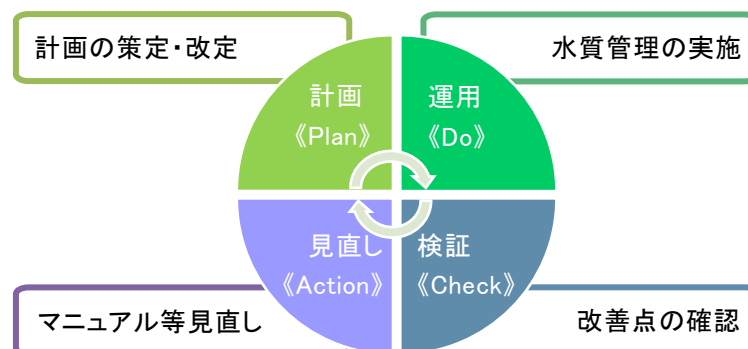 計画の策定・改定
水質管理の実施
計画
《Plan》
運用
《Do》
見直し
《Action》
検証
《Check》
マニュアル等見直し
改善点の確認